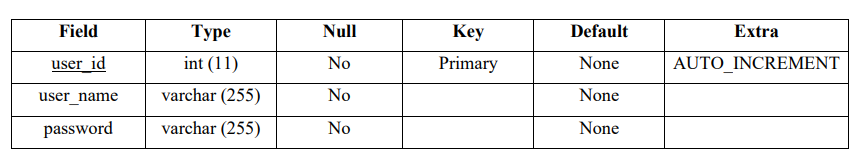 Field Type Null Key Default Extra
user_id int (11) No Primary None AUTO_INCREMENT
user_name varchar (255) No None
password varchar (255) No None